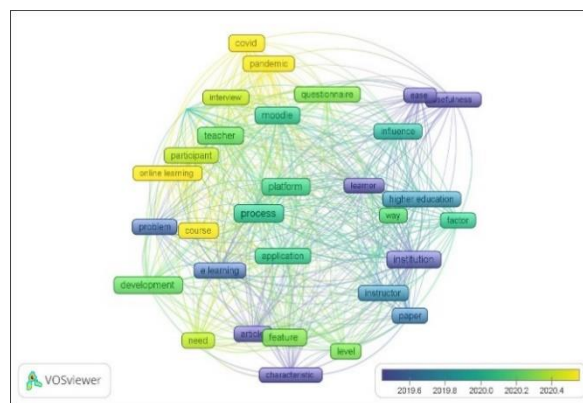 covid
pandemic
interview
questionnaire
ease
usefulness
moodle
teacher
influence
participant
online learning
platform
learner
higher education
process
way
factor
problem
course
application
institution
e learning
development
instructor
paper
article
feature
need
level
characteristic
VOSviewer
2019.6 2019.8 2020.0 2020.2 2020.4